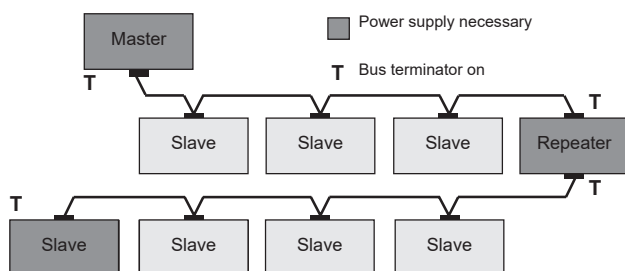 Master
Power supply necessary
T
T Bus terminator on
T
Slave Slave Slave Repeater
T
T
Slave Slave Slave Slave